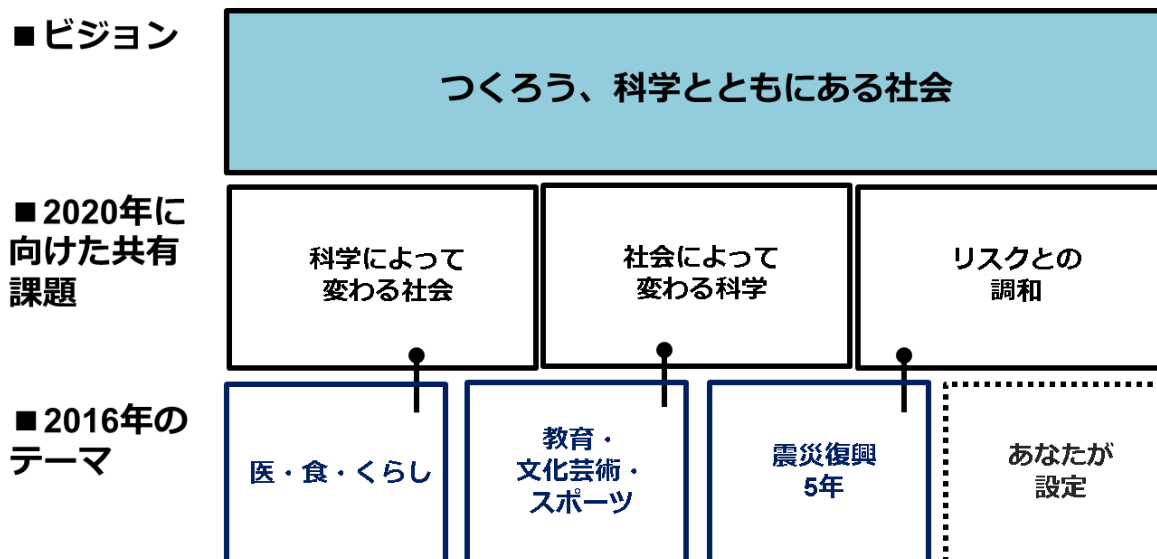 ■ビジョン
つくろう、科学とともにある社会
■2020年に
向けた共有
課題
科学によって
変わる社会
社会によって
変わる科学
リスクとの
調和
■2016年の
テーマ
医・食・くらし
教育・
文化芸術・
スポーツ
震災復興
5年
あなたが
設定